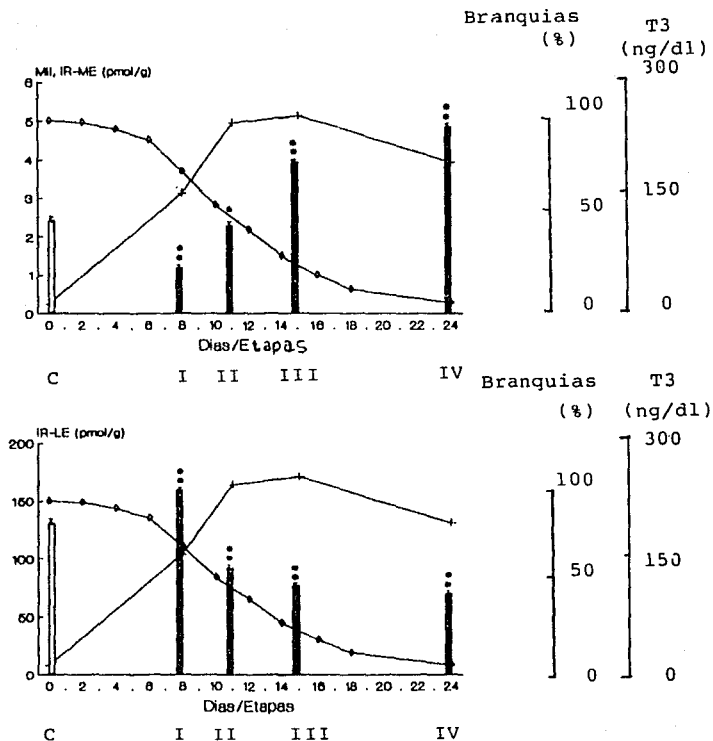 Branquias T3
(%) (ng/dl)
MII, IR-ME (pmol/g)
300
6
5
4
3
2
1
0
100
50
0
150
0
0 . 2 . 4 . 6 . 8 . 10 . 12 . 14 . 16 . 18 . 20 . 22 . 24
Dias/Etapas
C I II III IV
Branquias T3
(%) (ng/dl)
IR-LE (pmol/g)
200
150
100
50
0
100
50
0
300
150
0
0 . 2 . 4 . 6 . 8 . 10 . 12 . 14 . 16 . 18 . 20 . 22 . 24
Dias/Etapas
C I II III IV